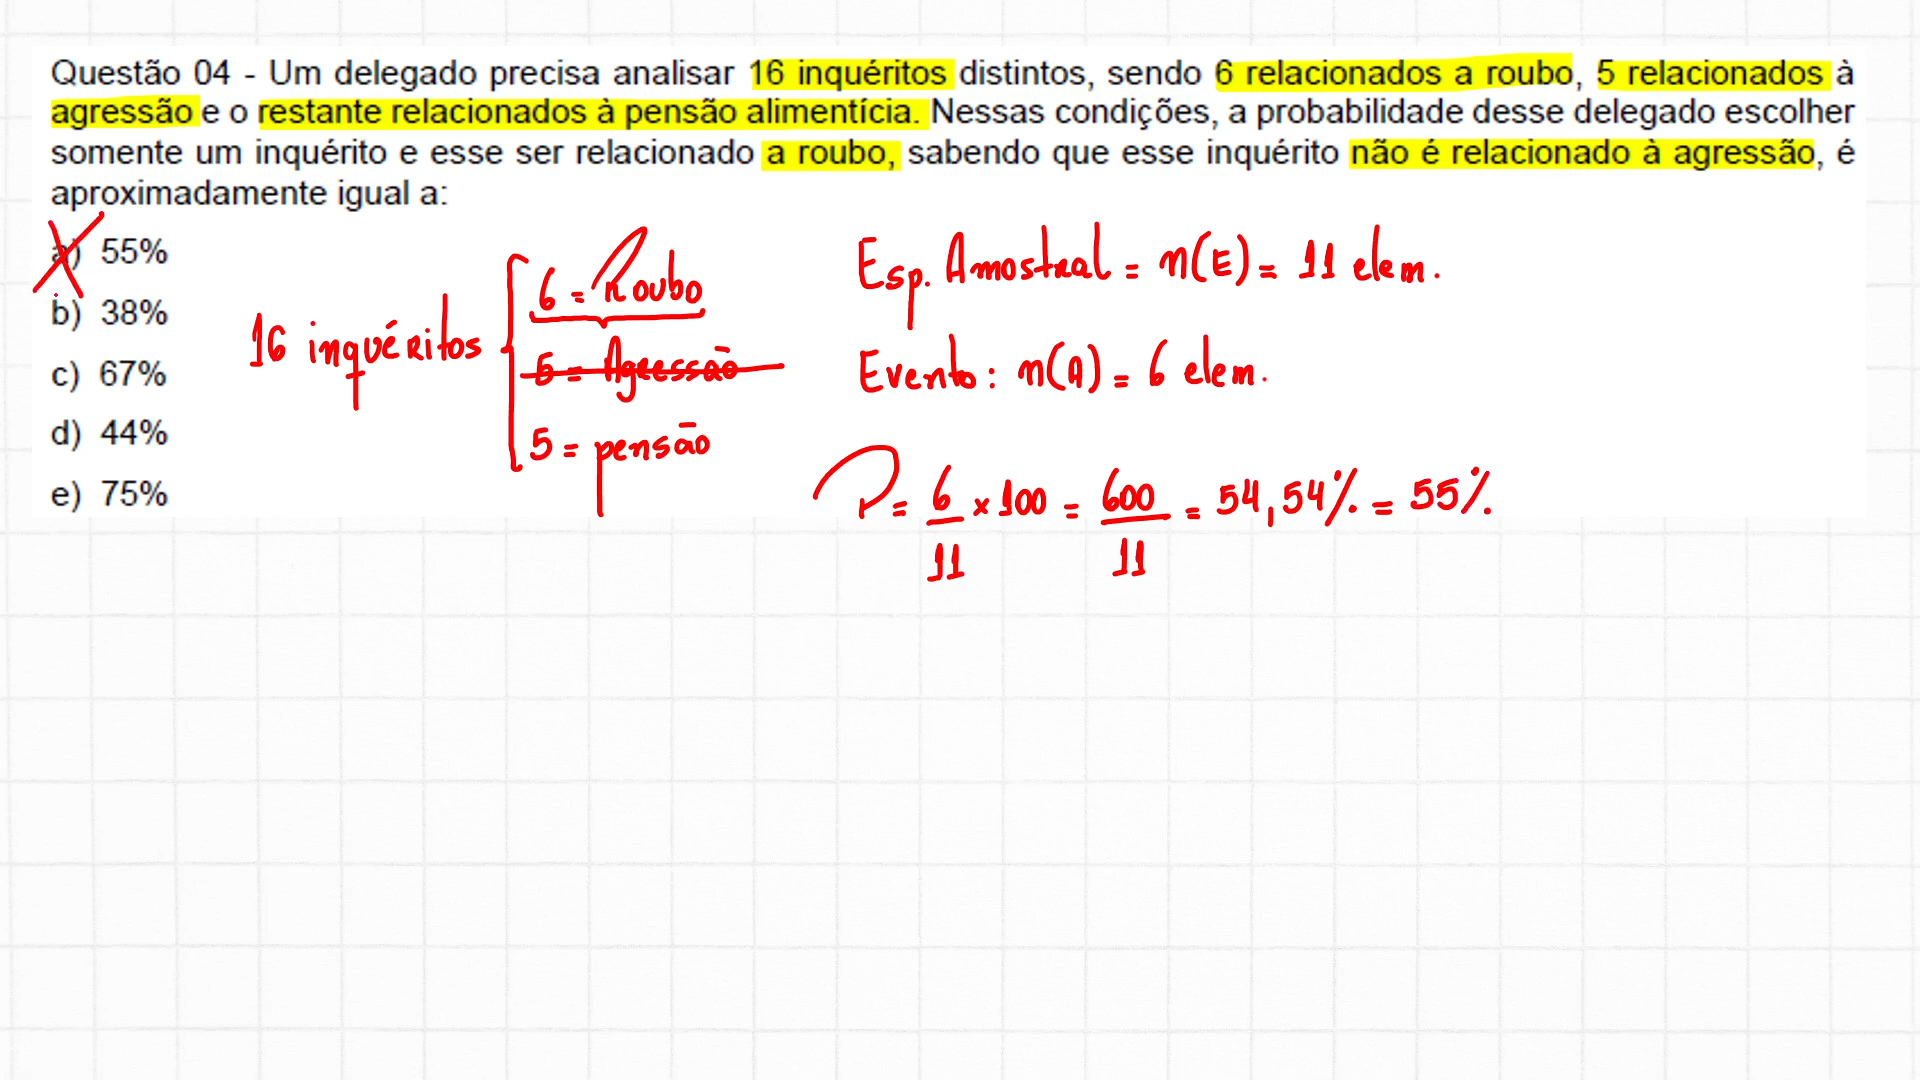 Questão 04 - Um delegado precisa analisar 16 inquéritos distintos, sendo 6 relacionados a roubo, 5 relacionados à
agressão e o restante relacionados à pensão alimentícia. Nessas condições, a probabilidade desse delegado escolher
somente um inquérito e esse ser relacionado a roubo, sabendo que esse inquérito não é relacionado à agressão, é
aproximadamente igual a:
a) 55%
b) 38%
c) 67%
d) 44%
e) 75%
16 inquéritos
6 = Roubo
5 = Agressão
5 = pensão
Esp. Amostral = n(E) = 11 elem.
Evento: n(A) = 6 elem.
P = 6/11 x 100 = 600/11 = 54,54% = 55%